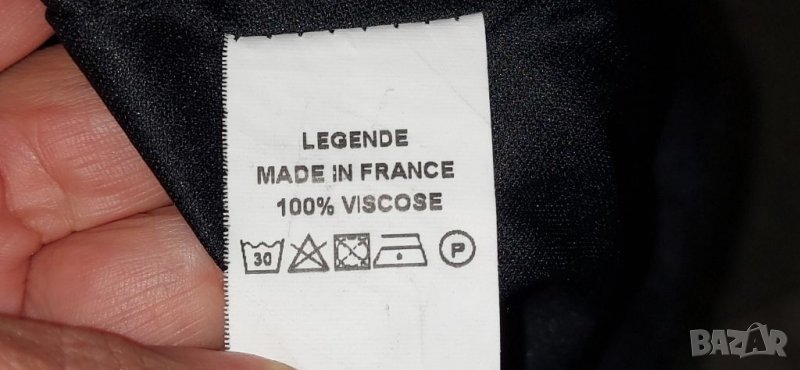 LEGENDE
MADE IN FRANCE
100% VISCOSE
30 P
BAZAR